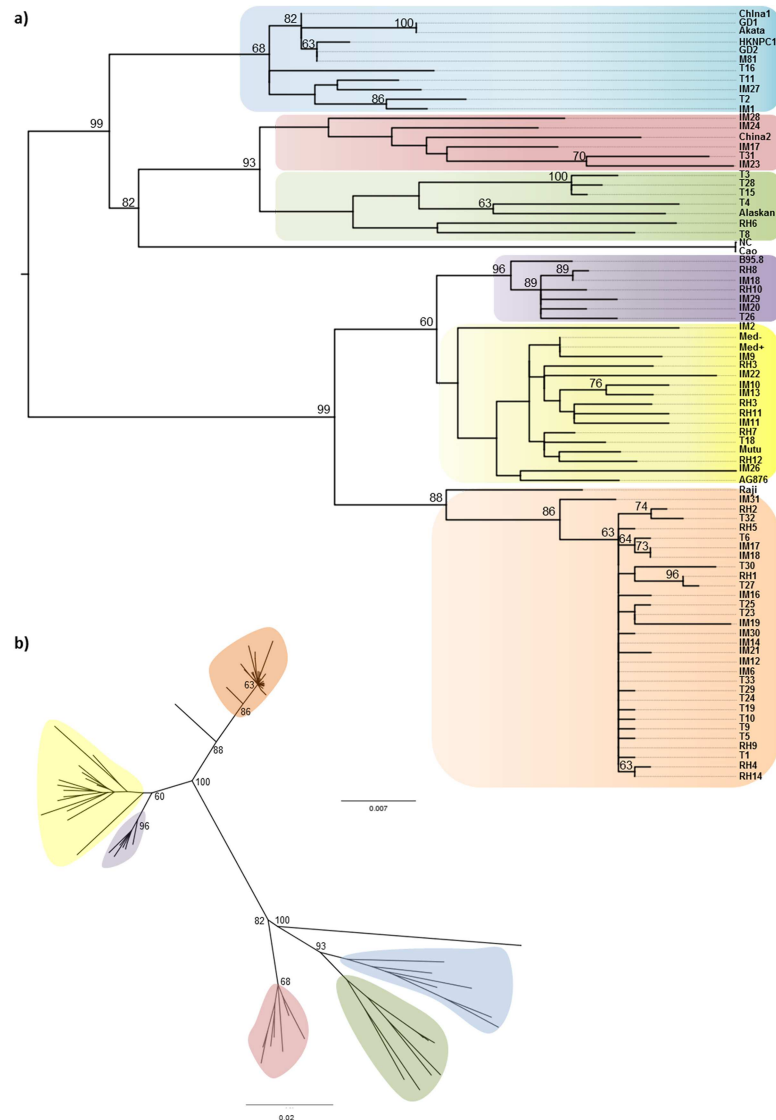 a)
82
100
63
68
86
99
93
70
82
100
63
96
89
89
60
99
76
88
86
74
63
64
73
96
63
China1
GD1
Akata
HKNPC1
GD2
M81
T16
T11
IM27
T2
IM1
IM28
IM24
China2
IM17
T31
IM23
T3
T28
T15
T4
Alaskan
RH6
T8
NC
Cao
B95.8
RH8
IM18
RH10
IM29
IM20
T26
IM2
Med-
Med+
IM9
RH3
IM22
IM10
IM13
RH3
RH11
IM11
RH7
T18
Mutu
RH12
IM26
AG876
Raji
IM31
RH2
T32
RH5
T6
IM17
IM18
T30
RH1
T27
IM16
T25
T23
IM19
IM30
IM14
IM21
IM12
IM6
T33
T29
T24
T19
T10
T9
T5
RH9
T1
RH4
RH14
b)
63
86
88
100
60
96
0.007
82
100
93
68
0.02